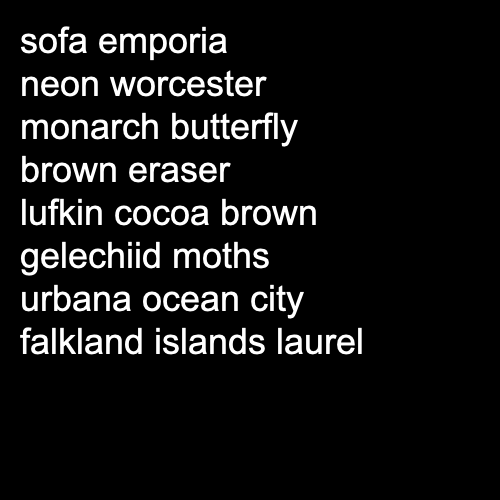 sofa emporia
neon worcester
monarch butterfly
brown eraser
lufkin cocoa brown
gelechiid moths
urbana ocean city
falkland islands laurel